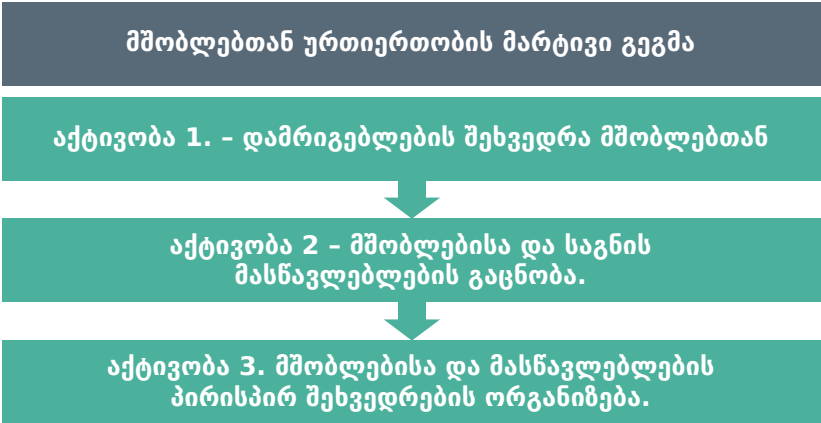 მშობლებთან ურთიერთობის მარტივი გეგმა
აქტივობა 1. – დამრიგებლების შეხვედრა მშობლებთან
აქტივობა 2 – მშობლებისა და საგნის
მასწავლებლების გაცნობა.
აქტივობა 3. მშობლებისა და მასწავლებლების
პირისპირ შეხვედრების ორგანიზება.